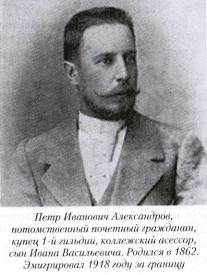 Петр Иванович Александров,
потомственный почетный гражданин,
купец 1-й гильдии, коллежский асессор,
сын Ивана Васильевича. Родился в 1862.
Эмигрировал 1918 году за границу